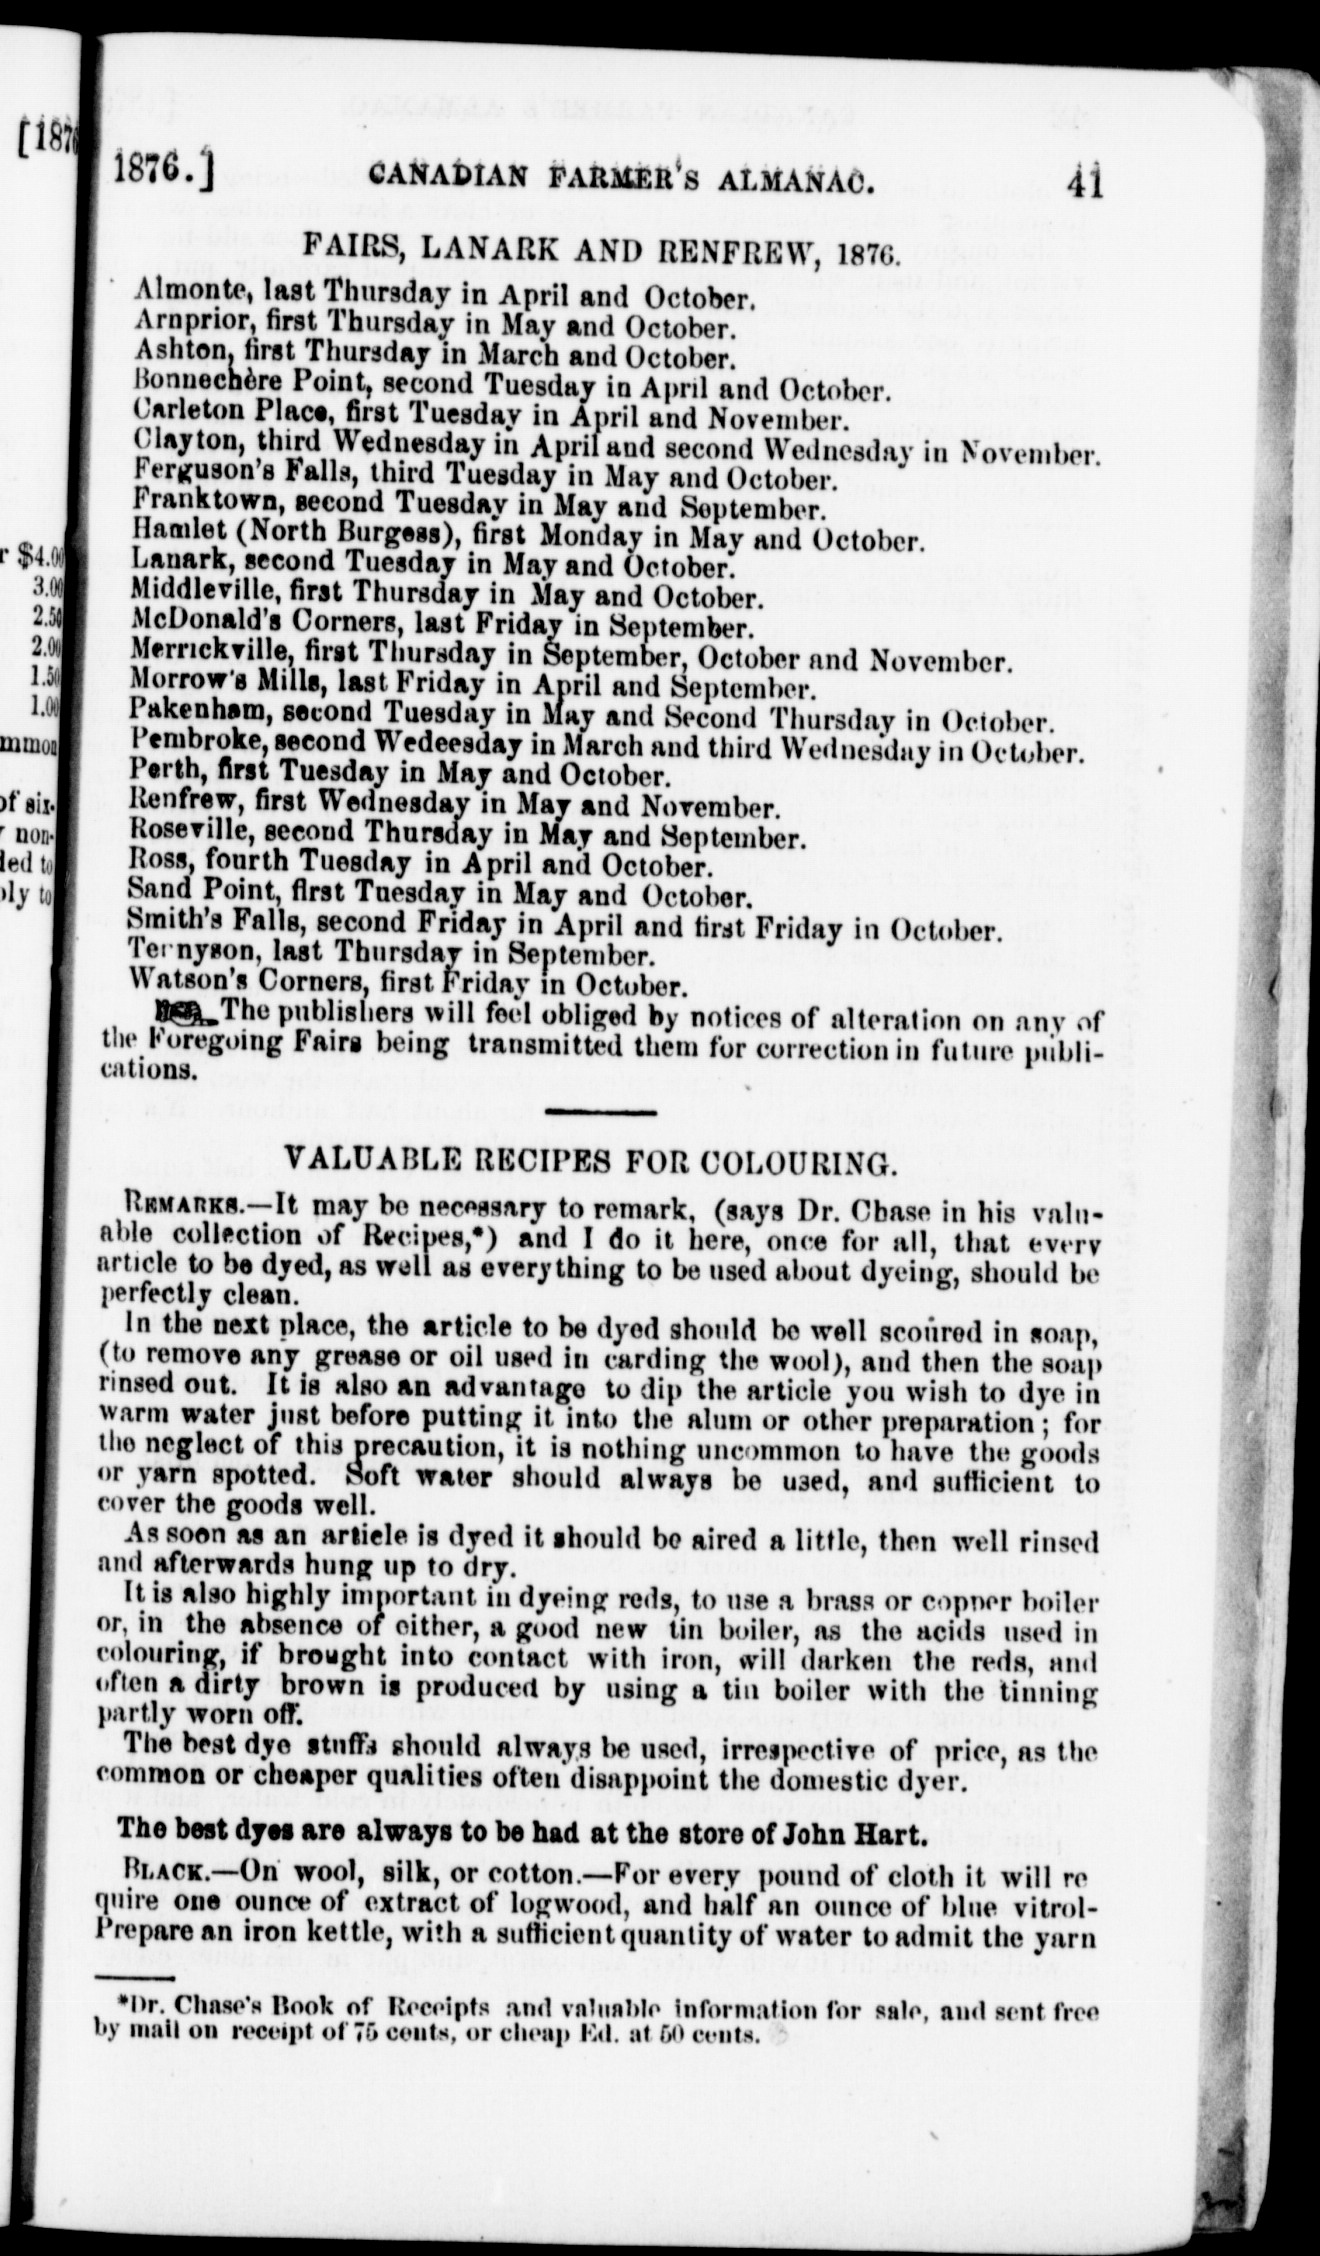 [187
r $4.00
3.00
2.50
2.00
1.50
1.00
mmon
of six-
r non-
led to
ply to
1876.] CANADIAN FARMER'S ALMANAC. 41
FAIRS, LANARK AND RENFREW, 1876.
Almonte, last Thursday in April and October.
Arnprior, first Thursday in May and October.
Ashton, first Thursday in March and October.
Bonnechère Point, second Tuesday in April and October.
Carleton Place, first Tuesday in April and November.
Clayton, third Wednesday in April and second Wednesday in November.
Ferguson's Falls, third Tuesday in May and October.
Franktown, second Tuesday in May and September.
Hamlet (North Burgess), first Monday in May and October.
Lanark, second Tuesday in May and October.
Middleville, first Thursday in May and October.
McDonald's Corners, last Friday in September.
Merrickville, first Thursday in September, October and November.
Morrow's Mills, last Friday in April and September.
Pakenham, second Tuesday in May and Second Thursday in October.
Pembroke, second Wedeesday in March and third Wednesday in October.
Perth, first Tuesday in May and October.
Renfrew, first Wednesday in May and November.
Roseville, second Thursday in May and September.
Ross, fourth Tuesday in April and October.
Sand Point, first Tuesday in May and October.
Smith's Falls, second Friday in April and first Friday in October.
Tennyson, last Thursday in September.
Watson's Corners, first Friday in October.
The publishers will feel obliged by notices of alteration on any of
the Foregoing Fairs being transmitted them for correction in future publi-
cations.
VALUABLE RECIPES FOR COLOURING.
REMARKS.—It may be necessary to remark, (says Dr. Chase in his valu-
able collection of Recipes,*) and I do it here, once for all, that every
article to be dyed, as well as everything to be used about dyeing, should be
perfectly clean.
In the next place, the article to be dyed should be well scoured in soap,
(to remove any grease or oil used in carding the wool), and then the soap
rinsed out. It is also an advantage to dip the article you wish to dye in
warm water just before putting it into the alum or other preparation; for
the neglect of this precaution, it is nothing uncommon to have the goods
or yarn spotted. Soft water should always be used, and sufficient to
cover the goods well.
As soon as an article is dyed it should be aired a little, then well rinsed
and afterwards hung up to dry.
It is also highly important in dyeing reds, to use a brass or copper boiler
or, in the absence of either, a good new tin boiler, as the acids used in
colouring, if brought into contact with iron, will darken the reds, and
often a dirty brown is produced by using a tin boiler with the tinning
partly worn off.
The best dye stuffs should always be used, irrespective of price, as the
common or cheaper qualities often disappoint the domestic dyer.
The best dyes are always to be had at the store of John Hart.
BLACK.—On wool, silk, or cotton.—For every pound of cloth it will re
quire one ounce of extract of logwood, and half an ounce of blue vitrol-
Prepare an iron kettle, with a sufficient quantity of water to admit the yarn
*Dr. Chase's Book of Receipts and valuable information for sale, and sent free
by mail on receipt of 75 cents, or cheap Ed. at 50 cents.